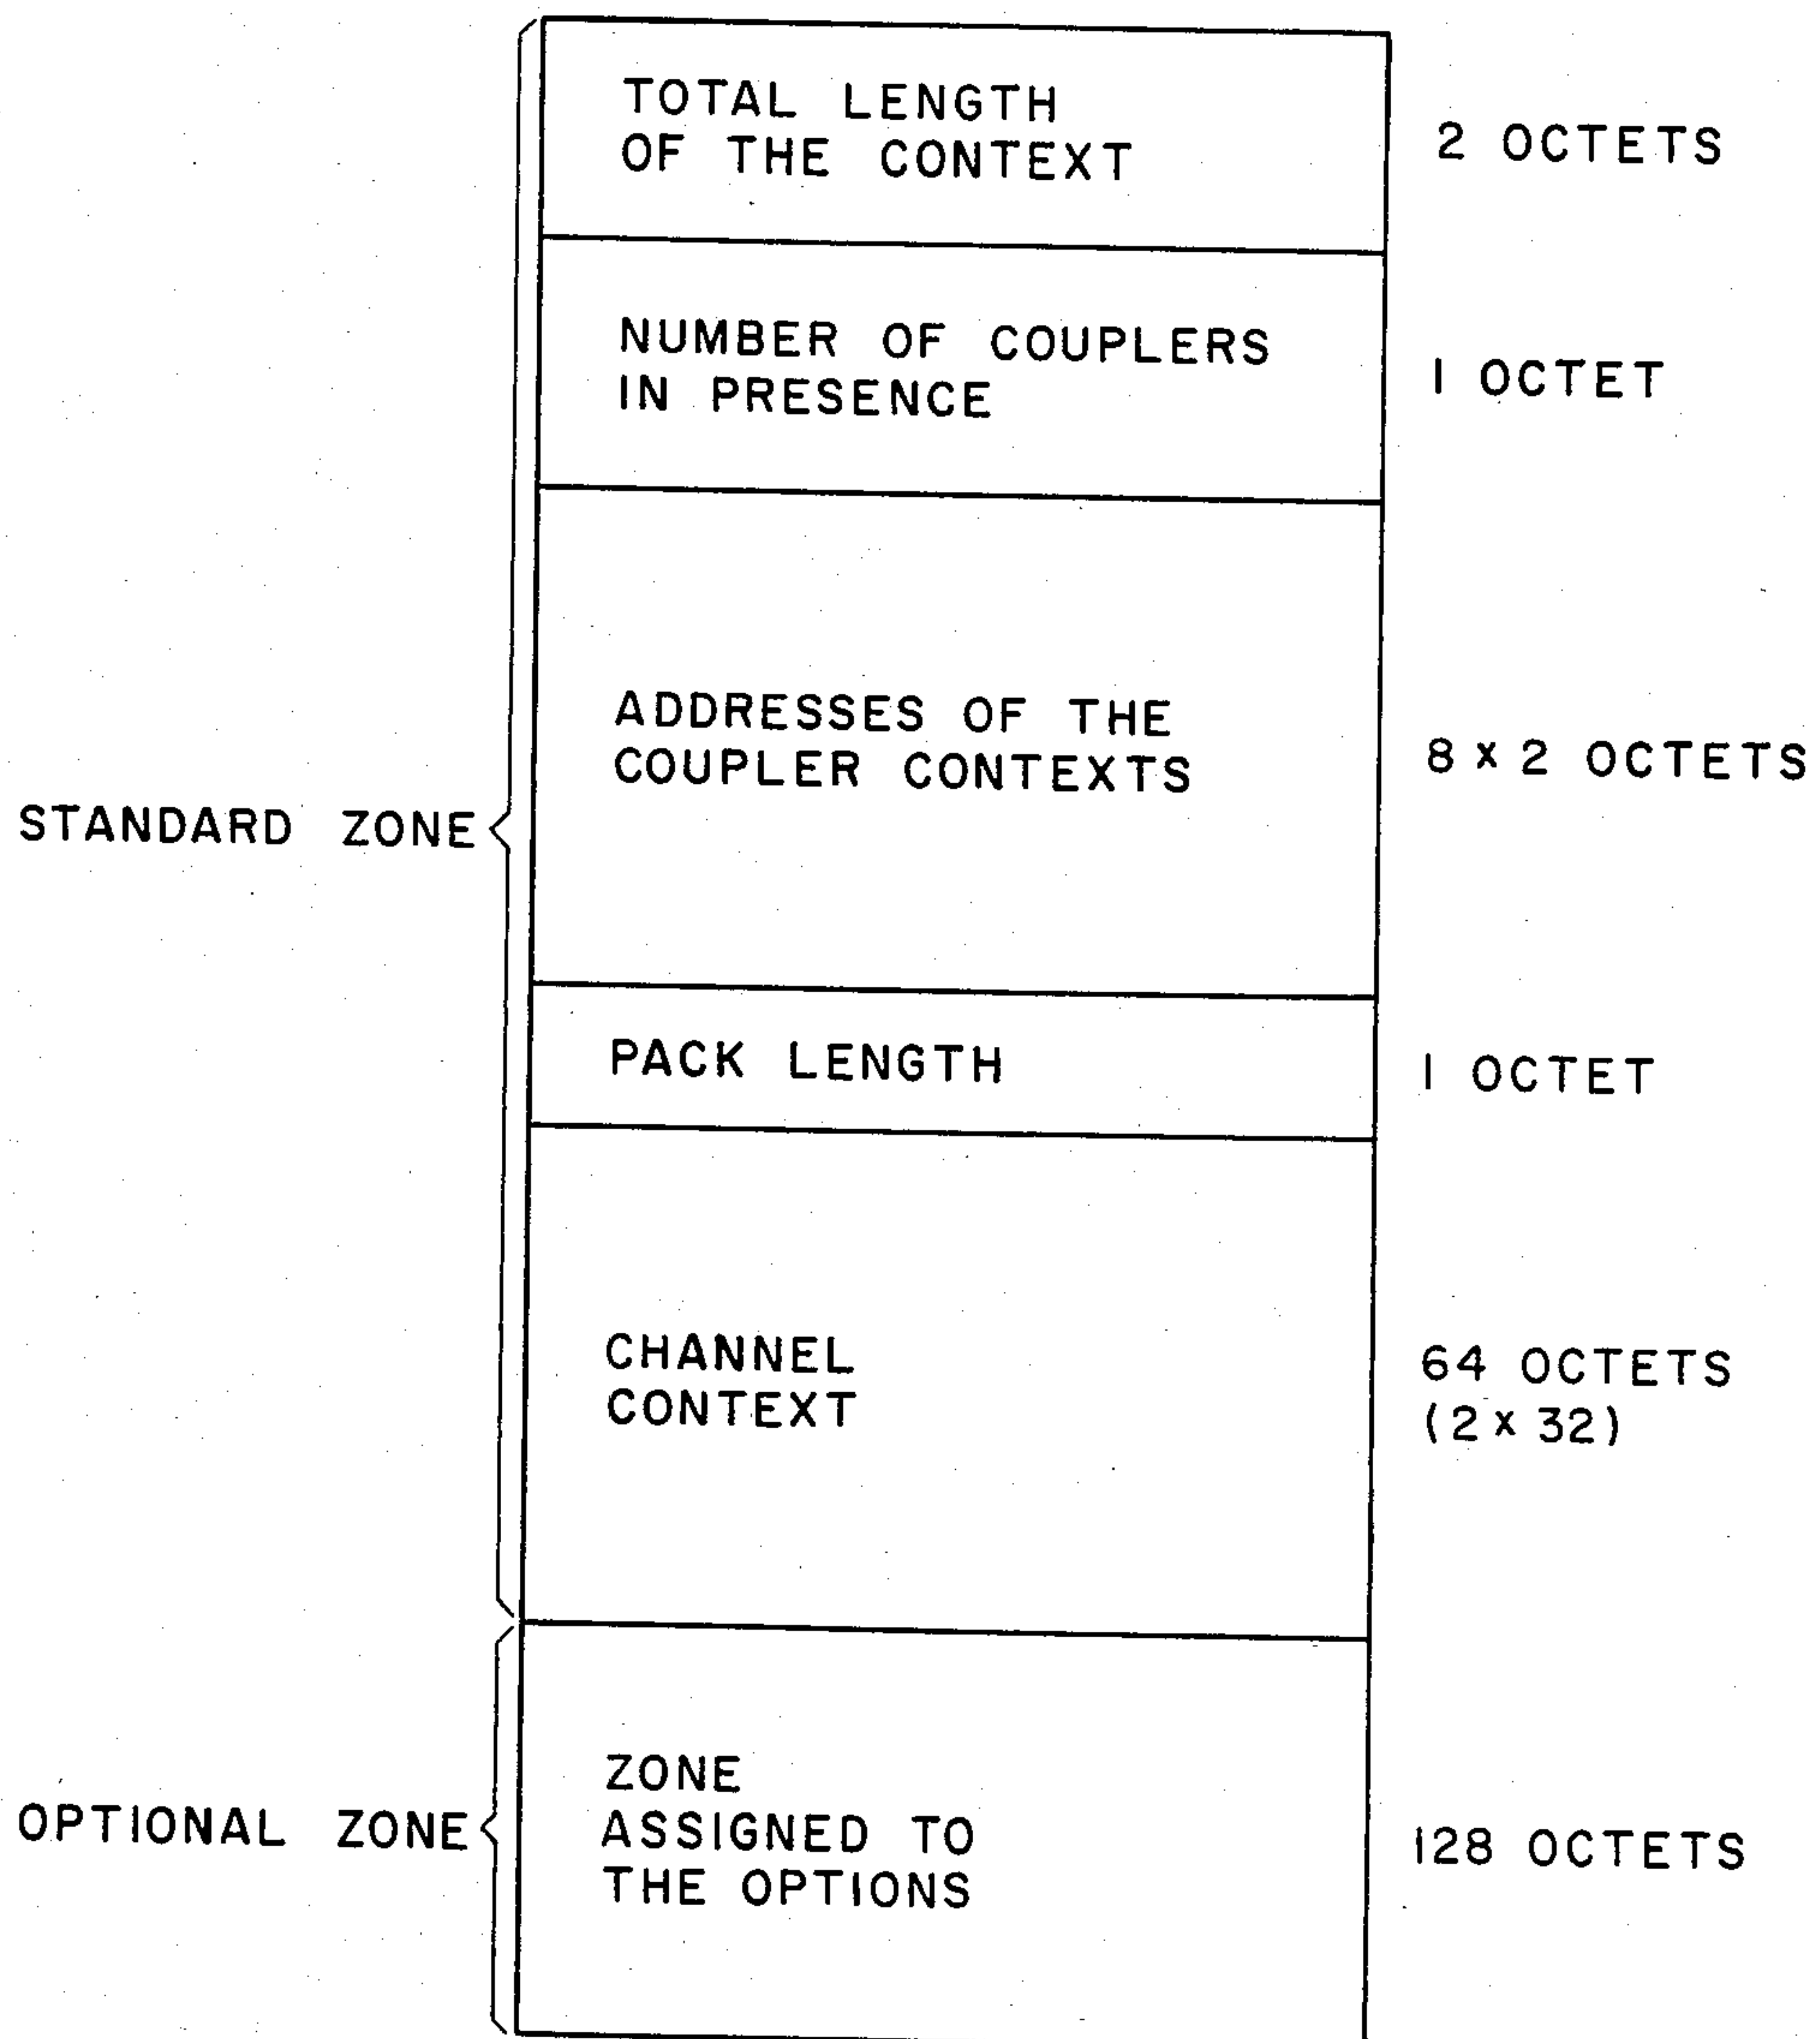 TOTAL LENGTH
OF THE CONTEXT
2 OCTETS
NUMBER OF COUPLERS
IN PRESENCE
1 OCTET
ADDRESSES OF THE
COUPLER CONTEXTS
8 x 2 OCTETS
STANDARD ZONE
PACK LENGTH
1 OCTET
CHANNEL
CONTEXT
64 OCTETS
(2 x 32)
OPTIONAL ZONE
ZONE
ASSIGNED TO
THE OPTIONS
128 OCTETS